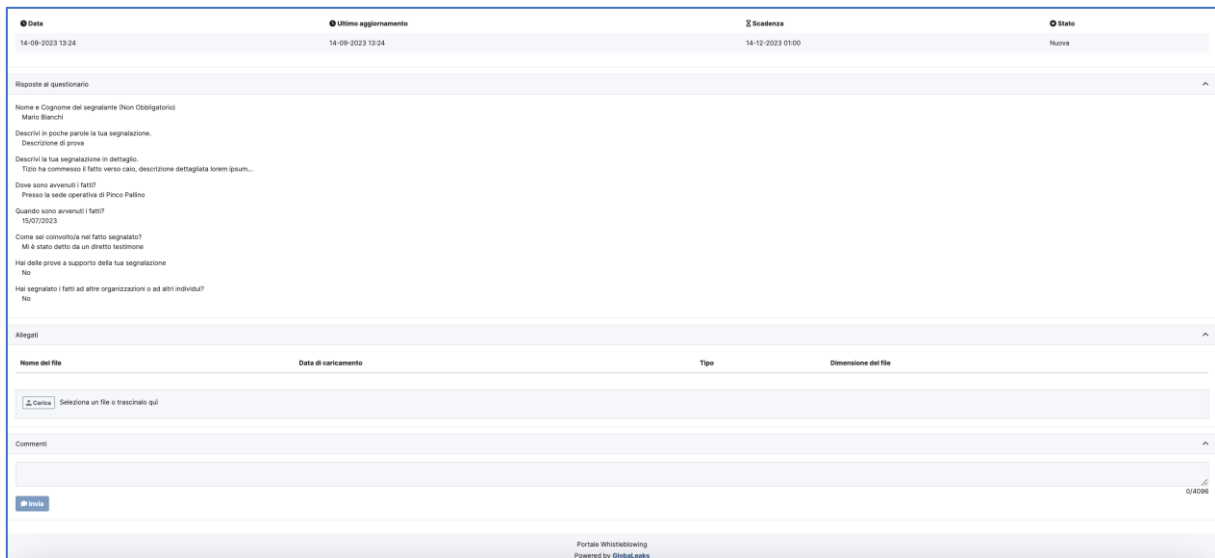 Data Ultimo aggiornamento Scadenza Stato
14-09-2023 13:24 14-09-2023 13:24 14-12-2023 01:00 Nuova
Risposte al questionario
Nome e Cognome del segnalante (Non Obbligatorio)
Mario Bianchi
Descrivi in poche parole la tua segnalazione.
Descrizione di prova
Descrivi la tua segnalazione in dettaglio.
Tizio ha commesso il fatto verso caio, descrizione dettagliata lorem ipsum...
Dove sono avvenuti i fatti?
Presso la sede operativa di Pinco Pallino
Quando sono avvenuti i fatti?
15/07/2023
Come sei coinvolto/a nel fatto segnalato?
Mi è stato detto da un diretto testimone
Hai delle prove a supporto della tua segnalazione
No
Hai segnalato i fatti ad altre organizzazioni o ad altri individui?
No
Allegati
Nome del file Data di caricamento Tipo Dimensione del file
Carica Seleziona un file o trascinalo quì
Commenti
0/4096
Invia
Portale Whistleblowing
Powered by GlobaLeaks